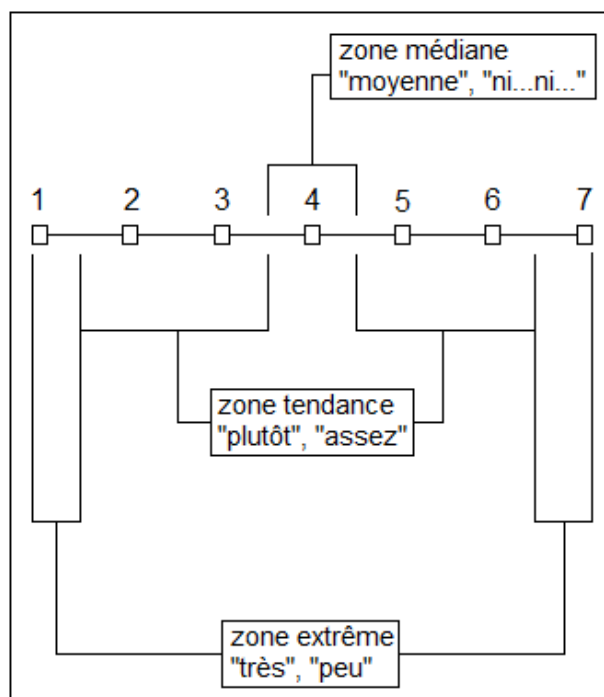 zone médiane
"moyenne", "ni...ni..."
1 2 3 4 5 6 7
zone tendance
"plutôt", "assez"
zone extrême
"très", "peu"